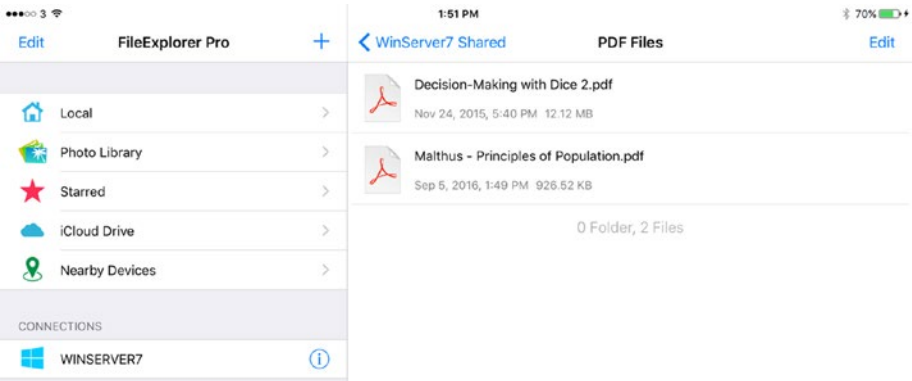 3 1:51 PM 70%
Edit FileExplorer Pro +
WinServer7 Shared PDF Files Edit
Local
Photo Library
Starred
iCloud Drive
Nearby Devices
CONNECTIONS
WINSERVER7
Decision-Making with Dice 2.pdf
Nov 24, 2015, 5:40 PM 12.12 MB
Malthus - Principles of Population.pdf
Sep 5, 2016, 1:49 PM 926.52 KB
0 Folder, 2 Files